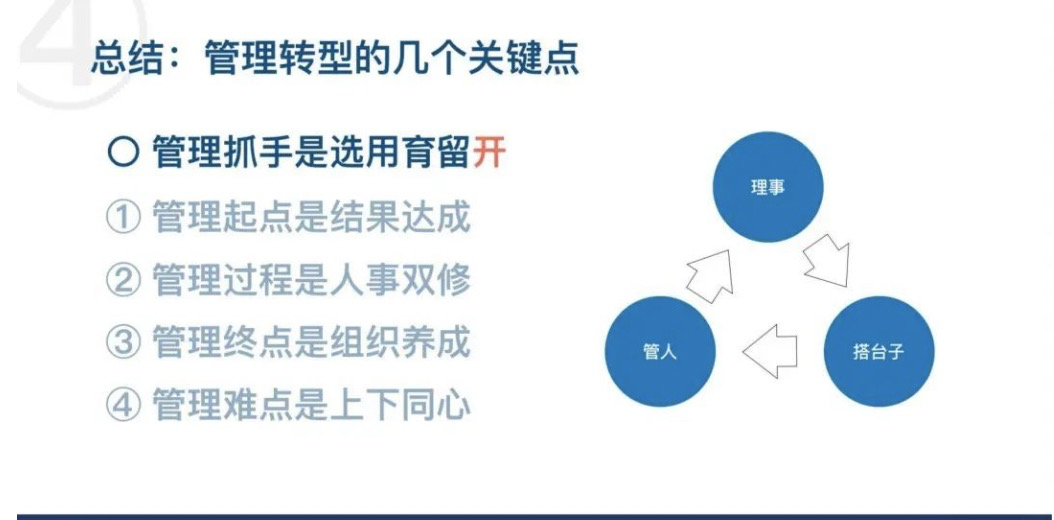 ④
总结：管理转型的几个关键点
〇 管理抓手是选用育留开
① 管理起点是结果达成
② 管理过程是人事双修
③ 管理终点是组织养成
④ 管理难点是上下同心
理事
管人
搭台子